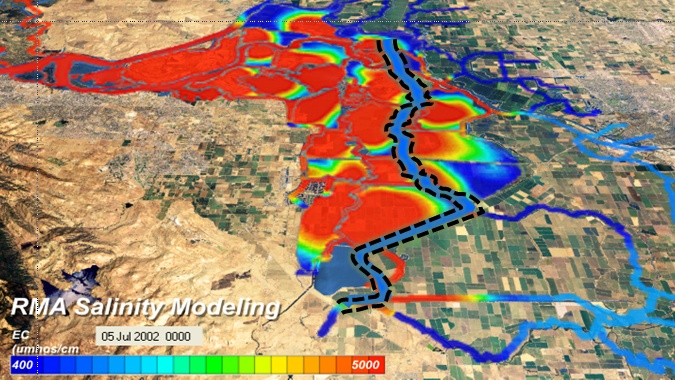 RMA Salinity Modeling
EC
05 Jul 2002 0000
(umhos/cm
400
5000